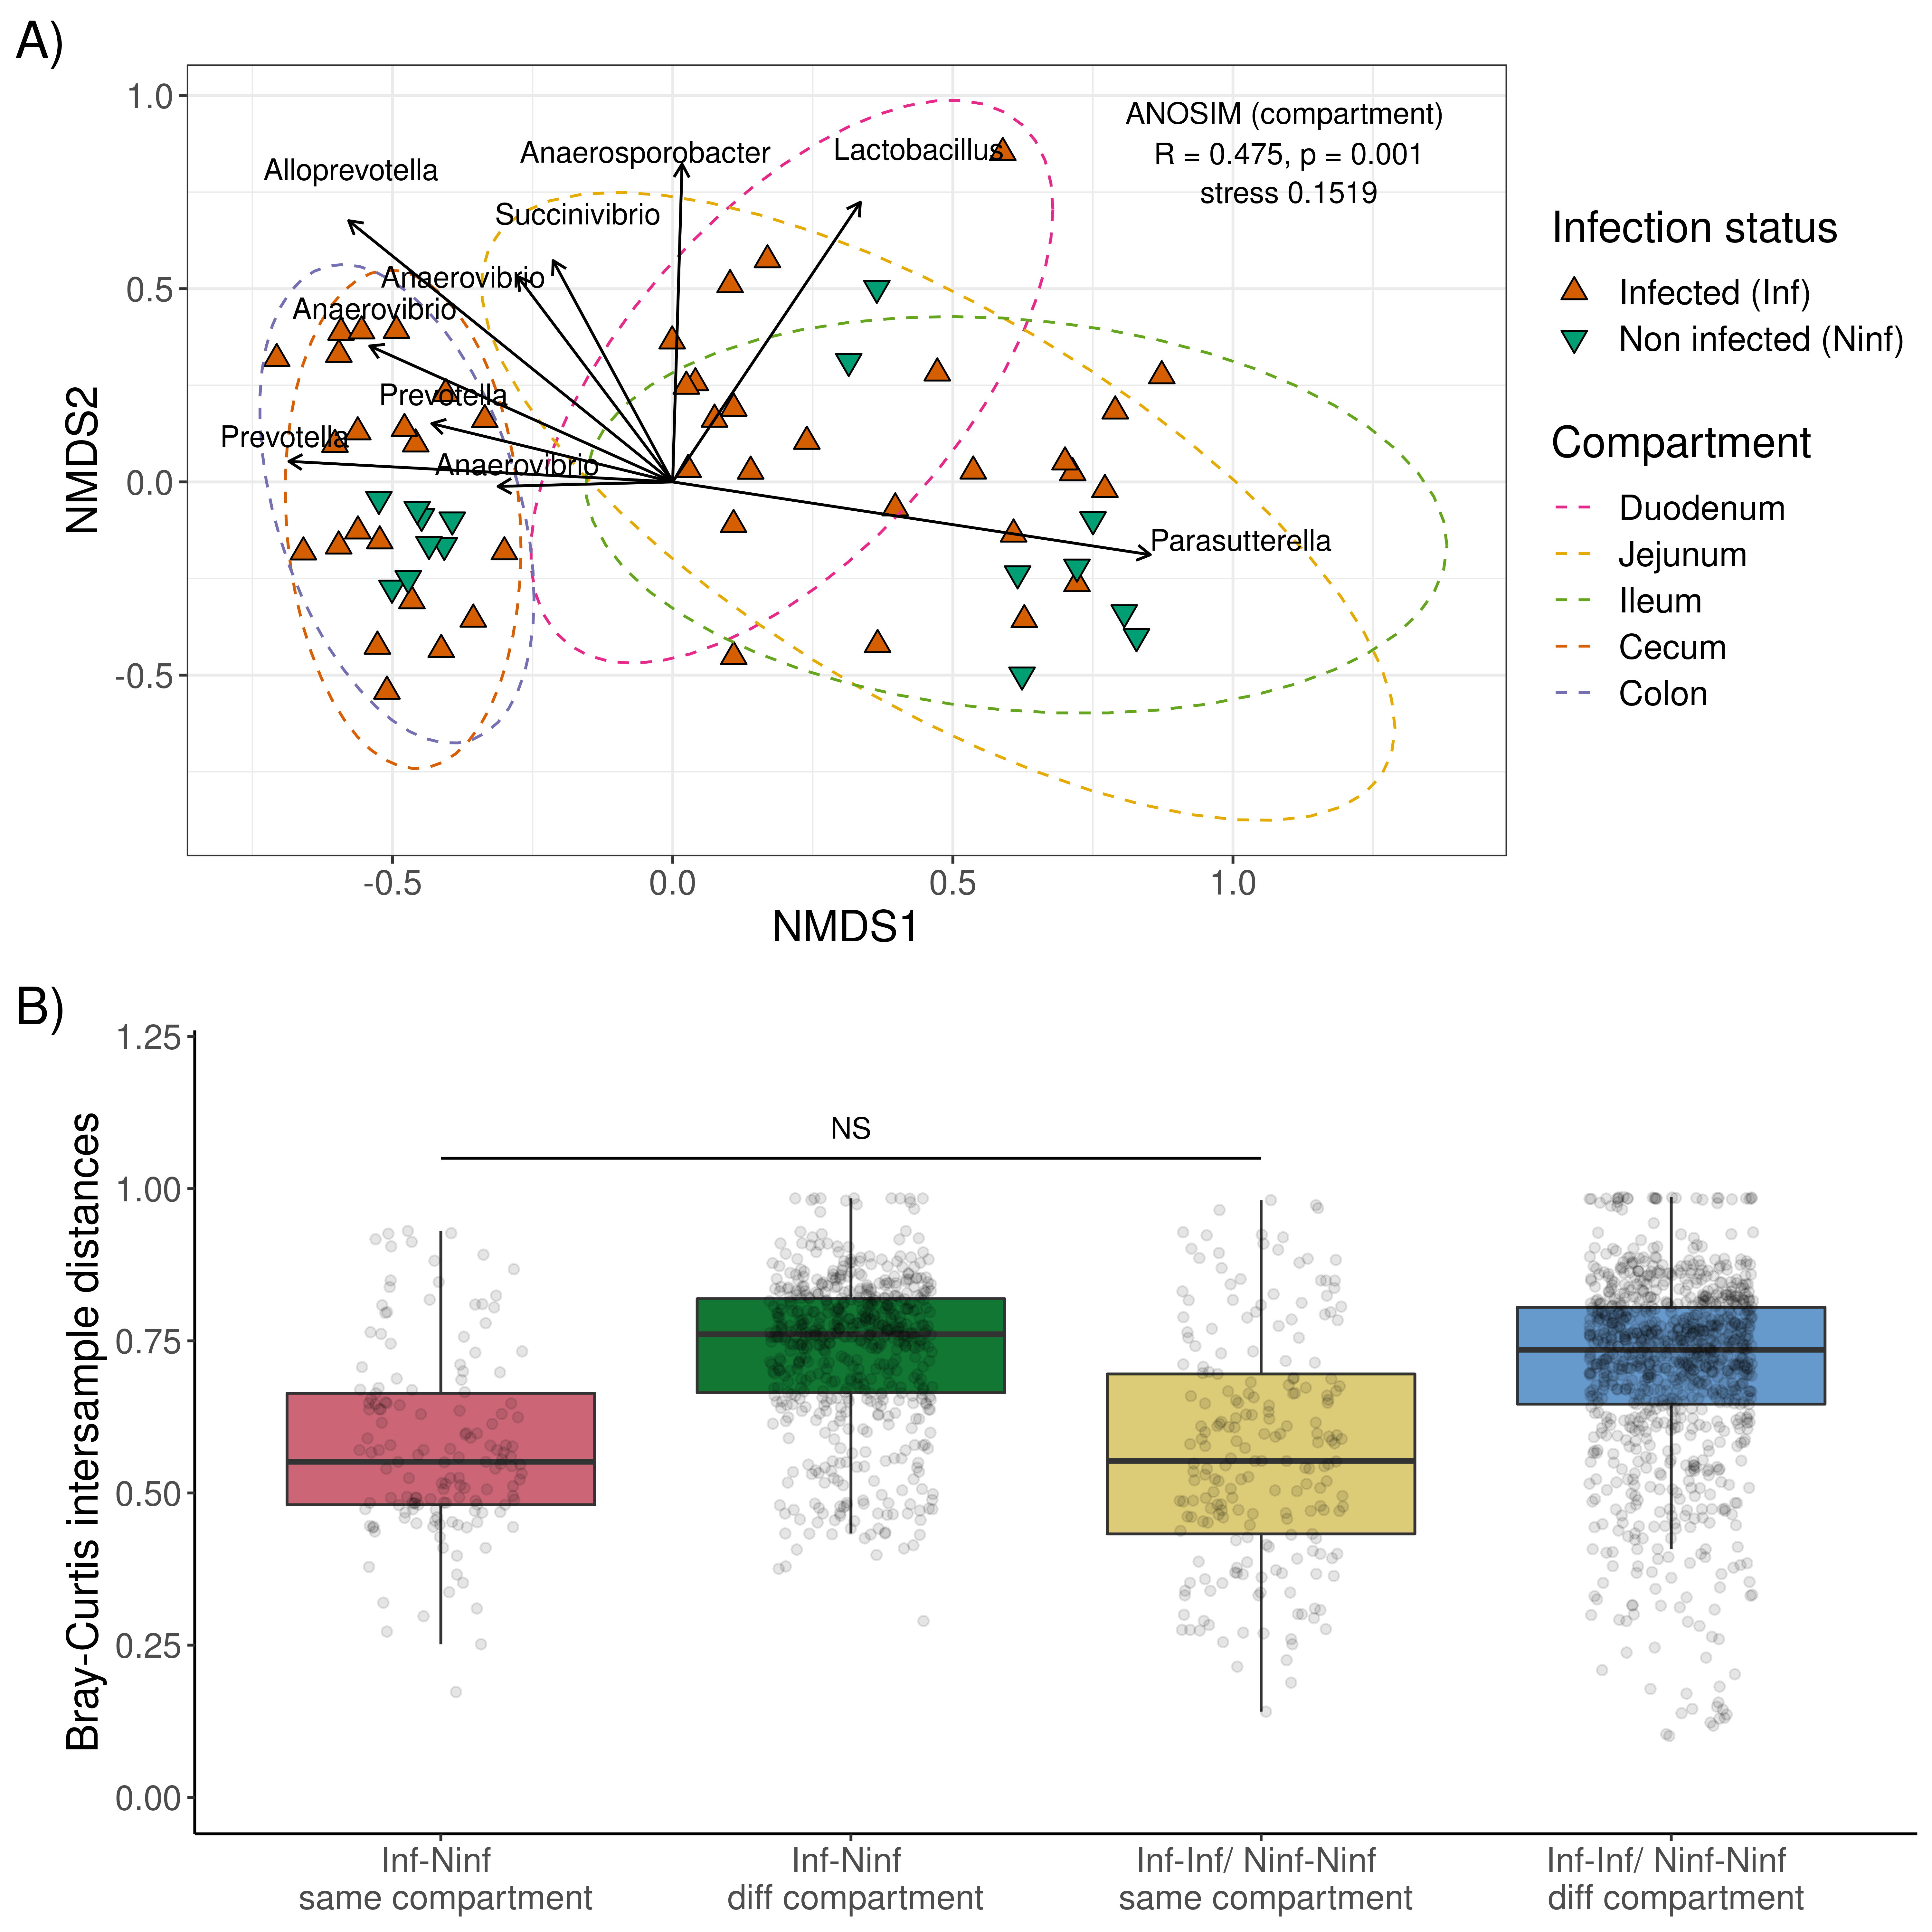 A)
1.0
0.5
0.0
-0.5
NMDS2
-0.5
0.0
0.5
1.0
NMDS1
ANOSIM (compartment)
R = 0.475, p = 0.001
stress 0.1519
Alloprevotella
Anaerosporobacter
Lactobacillus
Succinivibrio
Anaerovibrio
Anaerovibrio
Prevotella
Prevotella
Anaerovibrio
Parasutterella
Infection status
Infected (Inf)
Non infected (Ninf)
Compartment
Duodenum
Jejunum
Ileum
Cecum
Colon
B)
1.25
1.00
0.75
0.50
0.25
0.00
Bray-Curtis intersample distances
NS
Inf-Ninf
same compartment
Inf-Ninf
diff compartment
Inf-Inf/ Ninf-Ninf
same compartment
Inf-Inf/ Ninf-Ninf
diff compartment